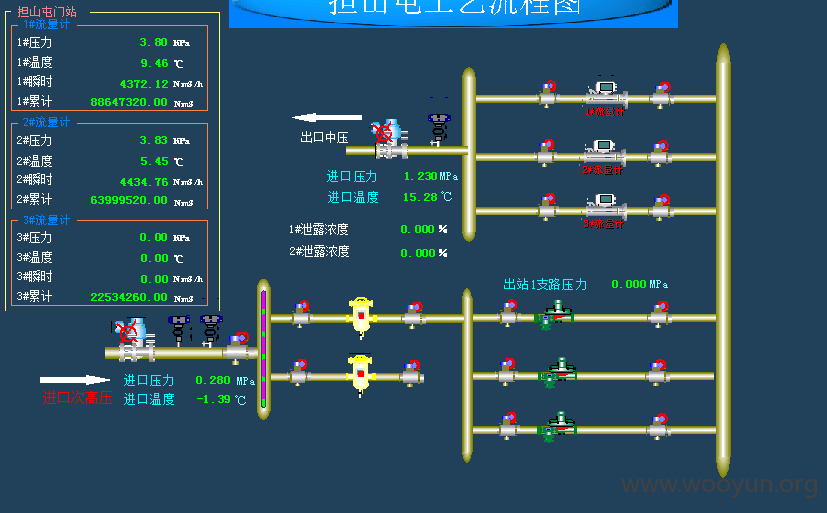 担山屯工艺流程图
担山屯门站
1#流量计
1#压力 3.80 KPa
1#温度 9.46 ℃
1#瞬时 4372.12 Nm3/h
1#累计 88647320.00 Nm3
2#流量计
2#压力 3.83 KPa
2#温度 5.45 ℃
2#瞬时 4434.76 Nm3/h
2#累计 63999520.00 Nm3
3#流量计
3#压力 0.00 KPa
3#温度 0.00 ℃
3#瞬时 0.00 Nm3/h
3#累计 22534260.00 Nm3
1#流量计
2#流量计
3#流量计
出口中压
进口压力 1.230 MPa
进口温度 15.28 ℃
1#泄露浓度 0.000 %
2#泄露浓度 0.000 %
出站1支路压力 0.000 MPa
进口次高压
进口压力 0.280 MPa
进口温度 -1.39 ℃
www.wooyun.org